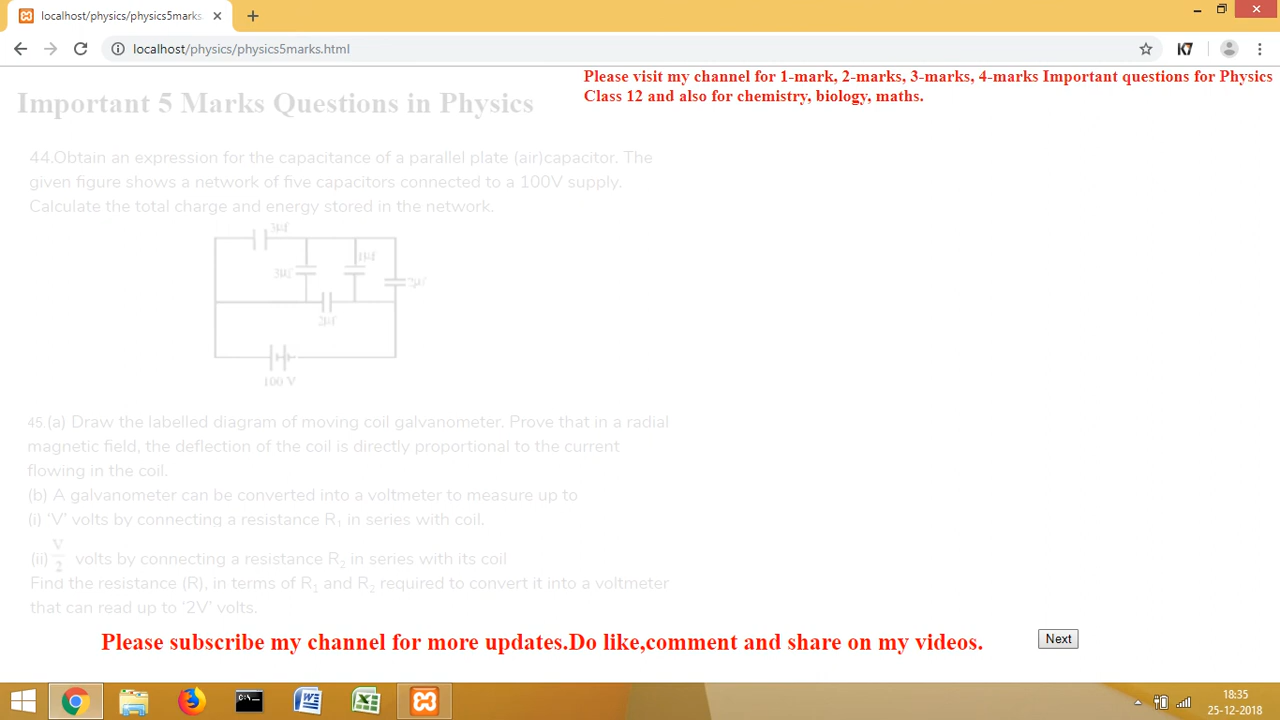 localhost/physics/physics5marks
localhost/physics/physics5marks.html
K7
Please visit my channel for 1-mark, 2-marks, 3-marks, 4-marks Important questions for Physics
Class 12 and also for chemistry, biology, maths.
Important 5 Marks Questions in Physics
44.Obtain an expression for the capacitance of a parallel plate (air)capacitor. The
given figure shows a network of five capacitors connected to a 100V supply.
Calculate the total charge and energy stored in the network.
3μf
1μf
3μf
2μf
2μf
100 V
45.(a) Draw the labelled diagram of moving coil galvanometer. Prove that in a radial
magnetic field, the deflection of the coil is directly proportional to the current
flowing in the coil.
(b) A galvanometer can be converted into a voltmeter to measure up to
(i) ‘V’ volts by connecting a resistance R₁ in series with coil.
(ii) V/2 volts by connecting a resistance R₂ in series with its coil
Find the resistance (R), in terms of R₁ and R₂ required to convert it into a voltmeter
that can read up to ‘2V’ volts.
Please subscribe my channel for more updates.Do like,comment and share on my videos.
Next
18:35
25-12-2018